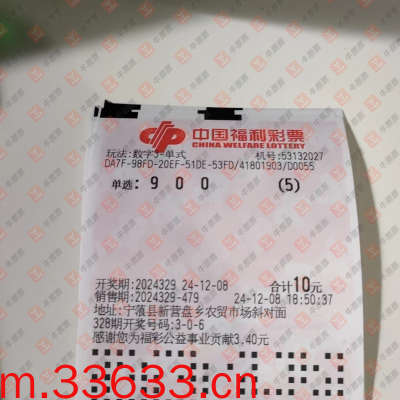 中国福利彩票
CHINA WELFARE LOTTERY
玩法:数字3-单式 机号:53132027
DA7F-98FD-20EF-51DE-53FD/41801903/D0055
单选: 9 0 0 (5)
开奖期:2024329 24-12-08 合计10元
销售期:2024329-479 24-12-08 18:50:37
地址:宁蒗县新营盘乡农贸市场斜对面
328期开奖号码:3-0-6
感谢您为福彩公益事业贡献3.40元
m.33633.cn